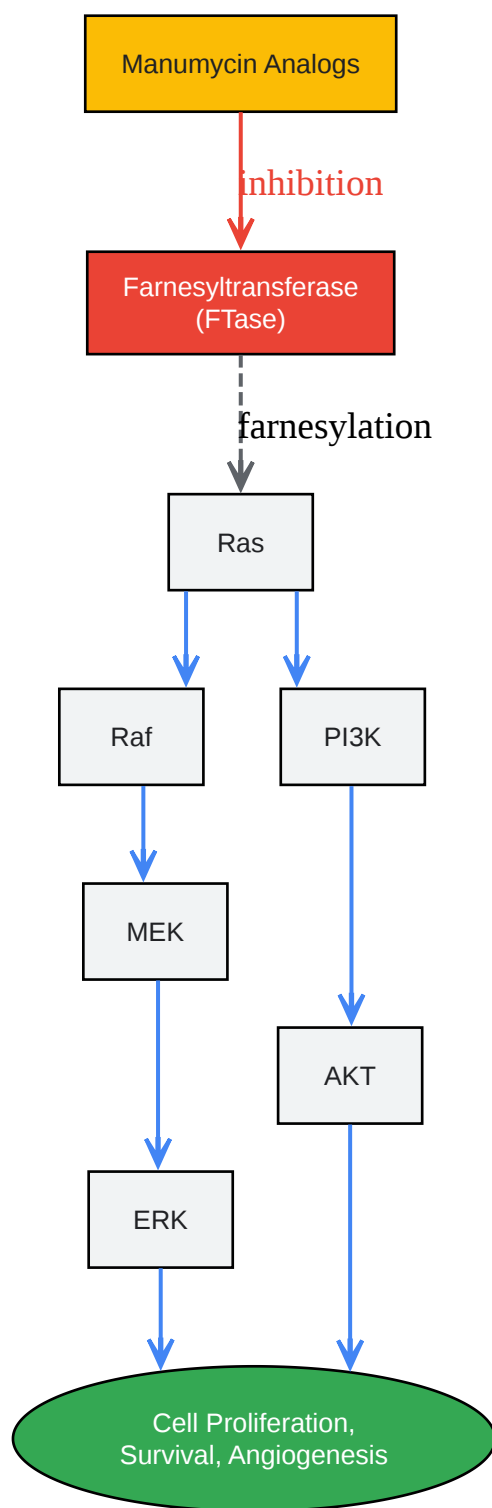 Manumycin Analogs
inhibition
Farnesyltransferase
(FTase)
farnesylation
Ras
Raf
PI3K
MEK
AKT
ERK
Cell Proliferation,
Survival, Angiogenesis